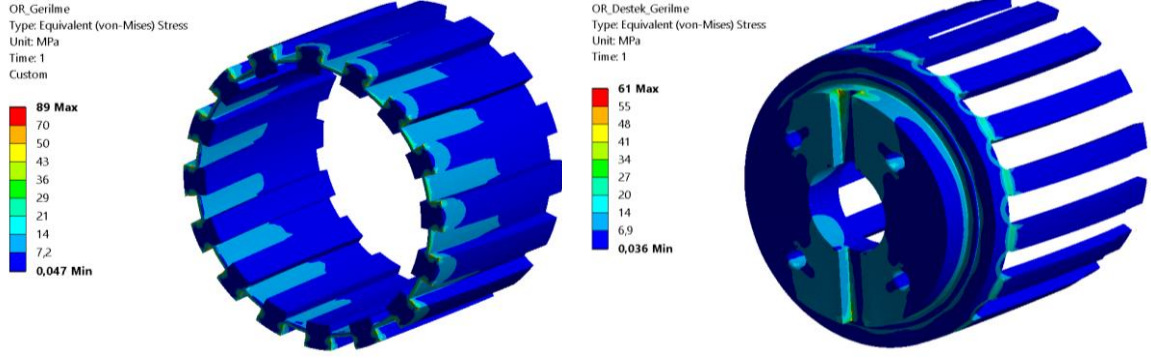 OR_Gerilme
Type: Equivalent (von-Mises) Stress
Unit: MPa
Time: 1
Custom
89 Max
70
50
43
36
29
21
14
7,2
0,047 Min
OR_Destek_Gerilme
Type: Equivalent (von-Mises) Stress
Unit: MPa
Time: 1
61 Max
55
48
41
34
27
20
14
6,9
0,036 Min